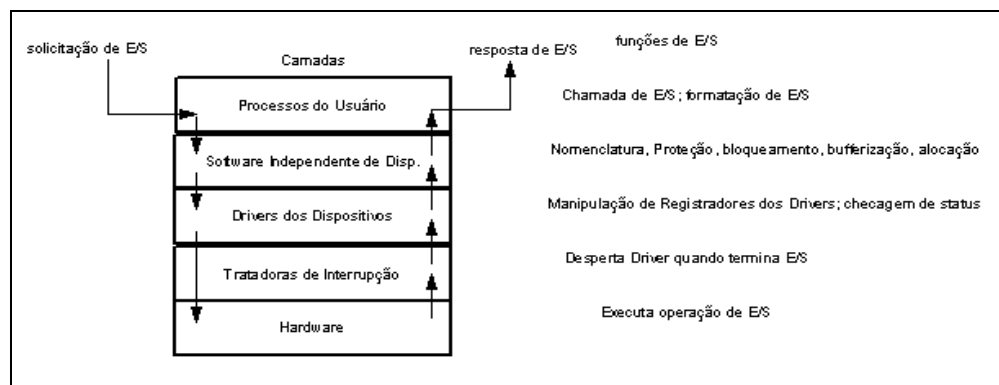 solicitação de E/S
Camadas
resposta de E/S
funções de E/S
Processos do Usuário
Chamada de E/S; formatação de E/S
Software Independente de Disp.
Nomenclatura, Proteção, bloqueamento, bufferização, alocação
Drivers dos Dispositivos
Manipulação de Registradores dos Drivers; checagem de status
Tratadoras de Interrupção
Desperta Driver quando termina E/S
Hardware
Executa operação de E/S